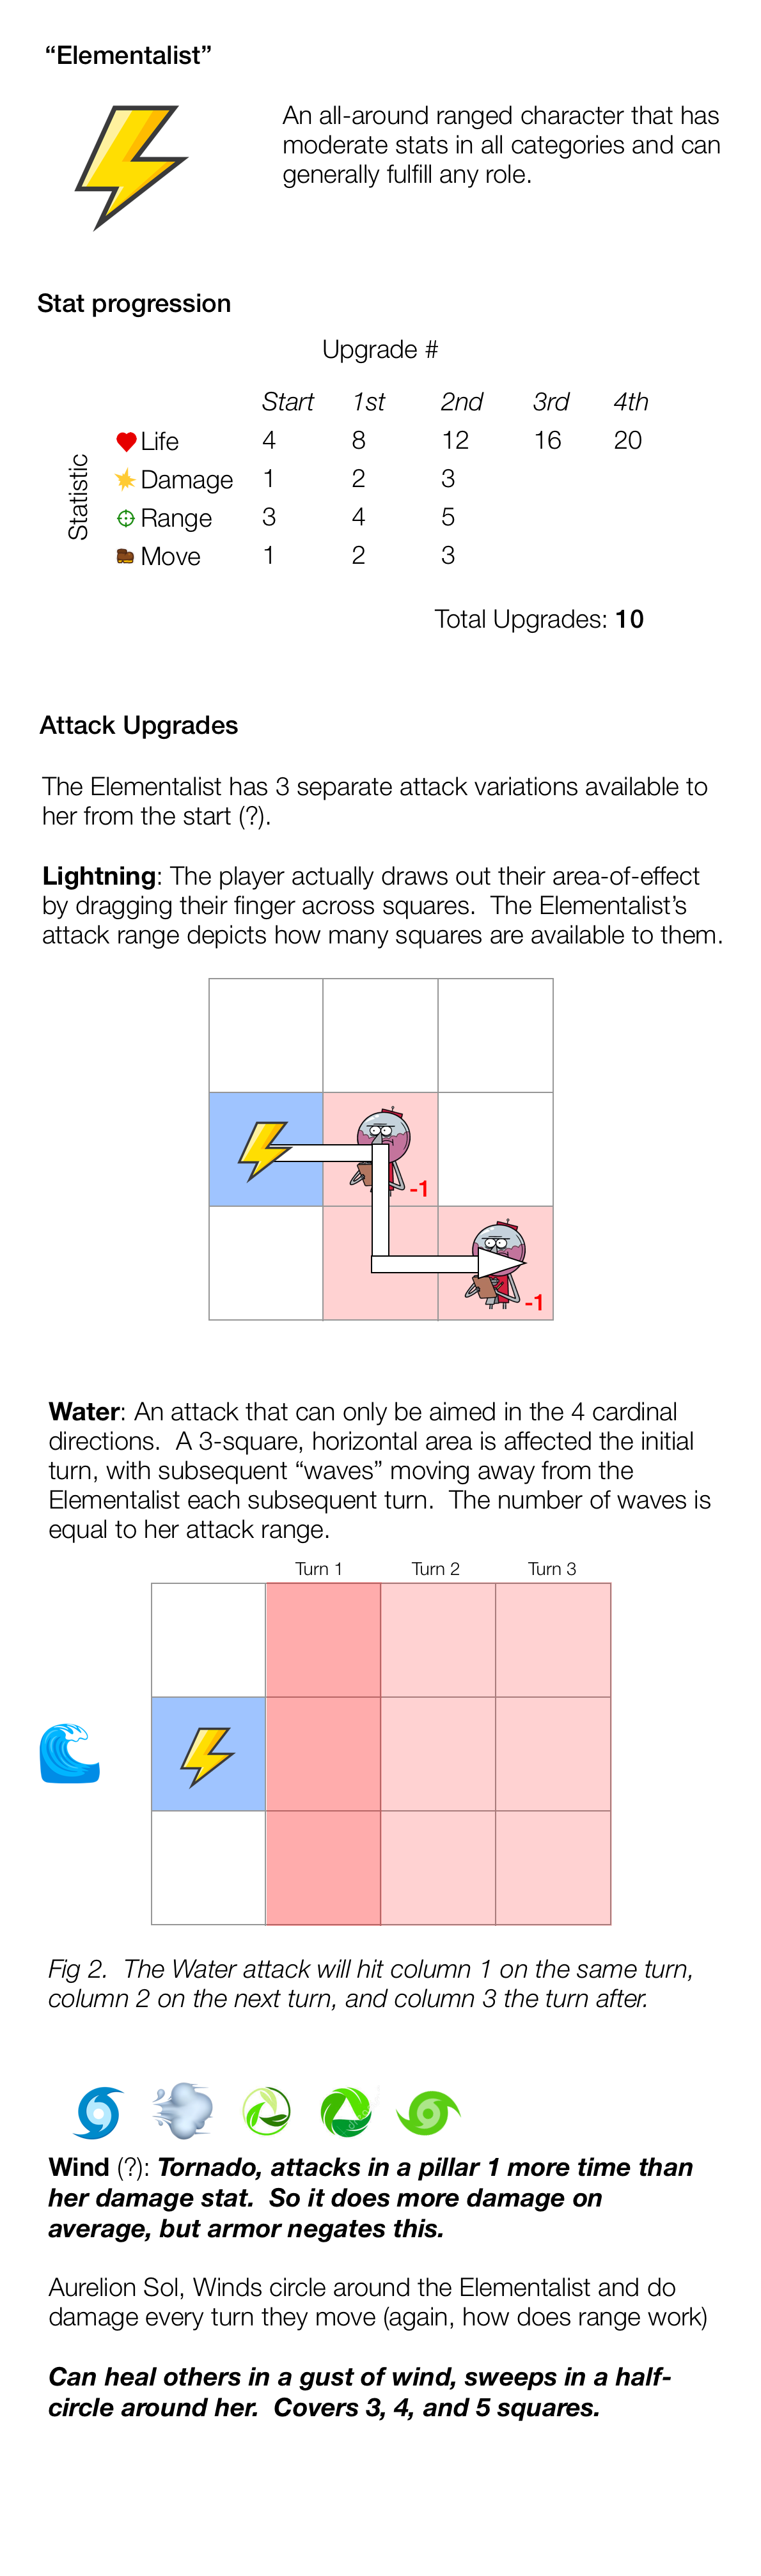 “Elementalist”
An all-around ranged character that has
moderate stats in all categories and can
generally fulfill any role.
Stat progression
Upgrade #
Start 1st 2nd 3rd 4th
Statistic
Life 4 8 12 16 20
Damage 1 2 3
Range 3 4 5
Move 1 2 3
Total Upgrades: 10
Attack Upgrades
The Elementalist has 3 separate attack variations available to
her from the start (?).
Lightning: The player actually draws out their area-of-effect
by dragging their finger across squares.  The Elementalist’s
attack range depicts how many squares are available to them.
-1
-1
Water: An attack that can only be aimed in the 4 cardinal
directions.  A 3-square, horizontal area is affected the initial
turn, with subsequent “waves” moving away from the
Elementalist each subsequent turn.  The number of waves is
equal to her attack range.
Turn 1 Turn 2 Turn 3
Fig 2.  The Water attack will hit column 1 on the same turn,
column 2 on the next turn, and column 3 the turn after.
Wind (?): Tornado, attacks in a pillar 1 more time than
her damage stat.  So it does more damage on
average, but armor negates this.
Aurelion Sol, Winds circle around the Elementalist and do
damage every turn they move (again, how does range work)
Can heal others in a gust of wind, sweeps in a half-
circle around her.  Covers 3, 4, and 5 squares.